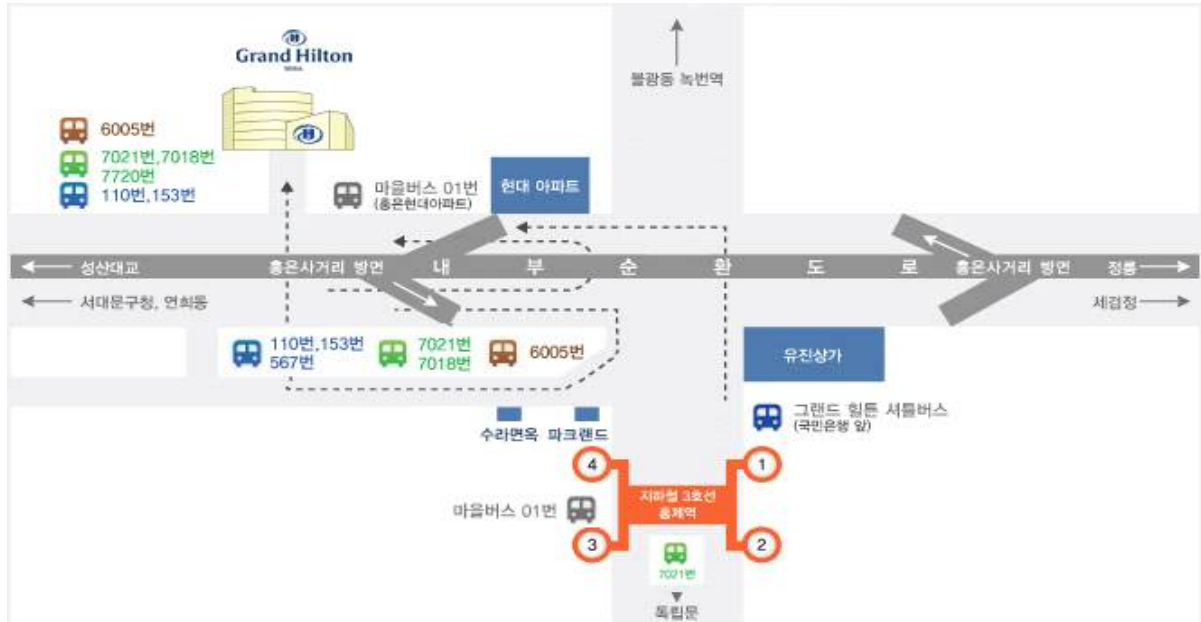 Grand Hilton
SEOUL
불광동 녹번역
6005번
7021번,7018번
7720번
110번,153번
마을버스 01번
(홍은현대아파트)
현대 아파트
성산대교
홍은사거리 방면
내 부 순 환 도 로
홍은사거리 방면
정릉
서대문구청, 연희동
세검정
110번,153번
567번
7021번
7018번
6005번
유진상가
그랜드 힐튼 셔틀버스
(국민은행 앞)
수라면옥
파크랜드
4
1
지하철 3호선
홍제역
마을버스 01번
3
2
7021번
독립문